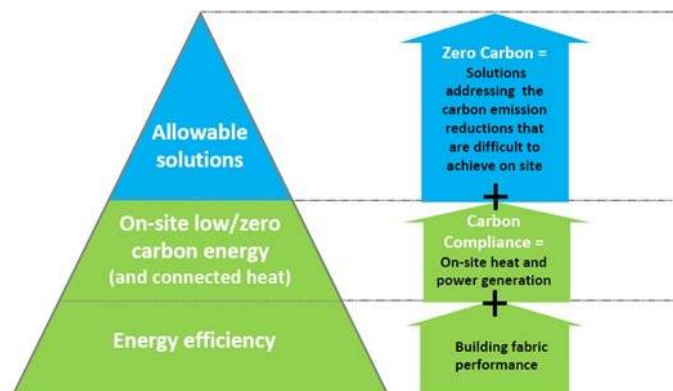 Allowable
solutions
On-site low/zero
carbon energy
(and connected heat)
Energy efficiency
Zero Carbon =
Solutions
addressing the
carbon emission
reductions that
are difficult to
achieve on site
+
Carbon
Compliance =
On-site heat and
power generation
+
Building fabric
performance